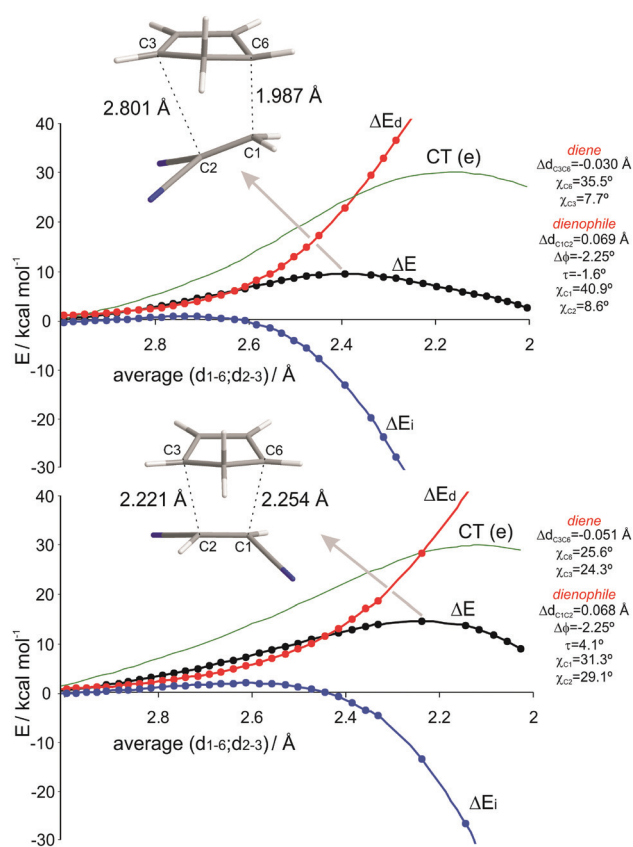 C3
C6
2.801 Å
1.987 Å
C1
C2
40
30
20
10
0
-10
-20
-30
E / kcal mol-1
2.8
2.6
2.4
2.2
2
average (d1-6;d2-3) / Å
ΔEd
CT (e)
ΔE
ΔEi
diene
ΔdC3C6=-0.030 Å
χC6=35.5º
χC3=7.7º
dienophile
ΔdC1C2=0.069 Å
Δϕ=-2.25º
τ=-1.6º
χC1=40.9º
χC2=8.6º
C3
C6
2.221 Å
2.254 Å
C2
C1
40
30
20
10
0
-10
-20
-30
E / kcal mol-1
2.8
2.6
2.4
2.2
2
average (d1-6;d2-3) / Å
ΔEd
CT (e)
ΔE
ΔEi
diene
ΔdC3C6=-0.051 Å
χC6=25.6º
χC3=24.3º
dienophile
ΔdC1C2=0.068 Å
Δϕ=-2.25º
τ=4.1º
χC1=31.3º
χC2=29.1º